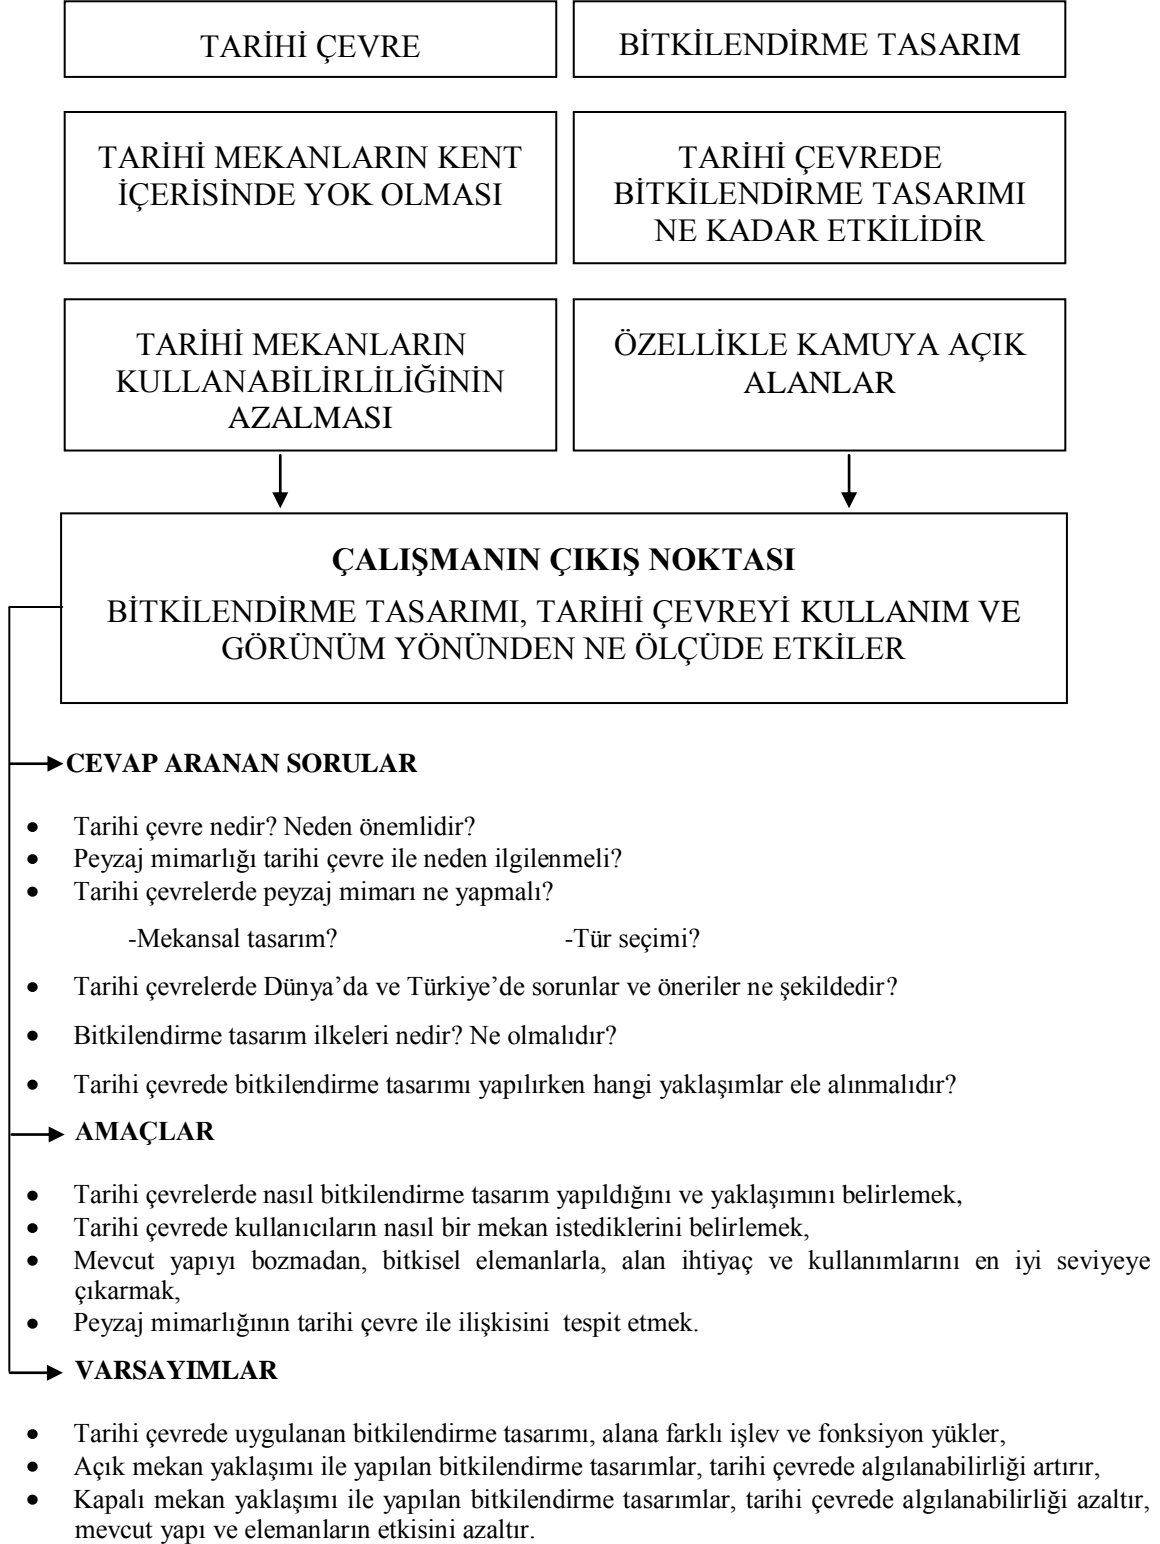 TARİHİ ÇEVRE
BİTKİLENDİRME TASARIM
TARİHİ MEKANLARIN KENT
İÇERİSİNDE YOK OLMASI
TARİHİ ÇEVREDE
BİTKİLENDİRME TASARIMI
NE KADAR ETKİLİDİR
TARİHİ MEKANLARIN
KULLANABİLİRLİLİĞİNİN
AZALMASI
ÖZELLİKLE KAMUYA AÇIK
ALANLAR
ÇALIŞMANIN ÇIKIŞ NOKTASI
BİTKİLENDİRME TASARIMI, TARİHİ ÇEVREYİ KULLANIM VE
GÖRÜNÜM YÖNÜNDEN NE ÖLÇÜDE ETKİLER
CEVAP ARANAN SORULAR
• Tarihi çevre nedir? Neden önemlidir?
• Peyzaj mimarlığı tarihi çevre ile neden ilgilenmeli?
• Tarihi çevrelerde peyzaj mimarı ne yapmalı?
-Mekansal tasarım? -Tür seçimi?
• Tarihi çevrelerde Dünya’da ve Türkiye’de sorunlar ve öneriler ne şekildedir?
• Bitkilendirme tasarım ilkeleri nedir? Ne olmalıdır?
• Tarihi çevrede bitkilendirme tasarımı yapılırken hangi yaklaşımlar ele alınmalıdır?
AMAÇLAR
• Tarihi çevrelerde nasıl bitkilendirme tasarım yapıldığını ve yaklaşımını belirlemek,
• Tarihi çevrede kullanıcıların nasıl bir mekan istediklerini belirlemek,
• Mevcut yapıyı bozmadan, bitkisel elemanlarla, alan ihtiyaç ve kullanımlarını en iyi seviyeye
çıkarmak,
• Peyzaj mimarlığının tarihi çevre ile ilişkisini tespit etmek.
VARSAYIMLAR
• Tarihi çevrede uygulanan bitkilendirme tasarımı, alana farklı işlev ve fonksiyon yükler,
• Açık mekan yaklaşımı ile yapılan bitkilendirme tasarımlar, tarihi çevrede algılanabilirliği artırır,
• Kapalı mekan yaklaşımı ile yapılan bitkilendirme tasarımlar, tarihi çevrede algılanabilirliği azaltır,
mevcut yapı ve elemanların etkisini azaltır.